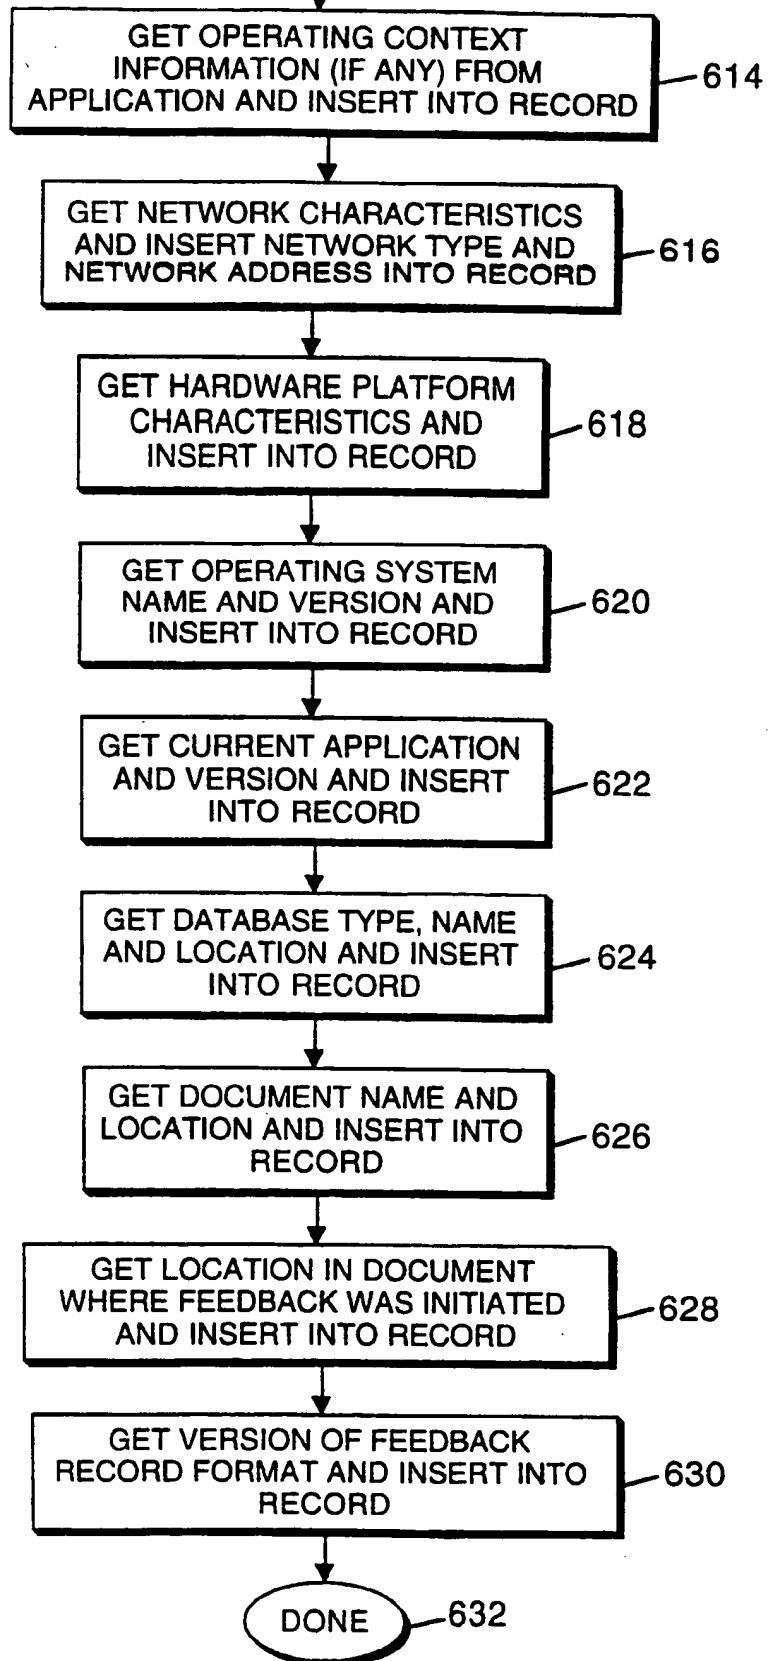 GET OPERATING CONTEXT
INFORMATION (IF ANY) FROM
APPLICATION AND INSERT INTO RECORD
614
GET NETWORK CHARACTERISTICS
AND INSERT NETWORK TYPE AND
NETWORK ADDRESS INTO RECORD
616
GET HARDWARE PLATFORM
CHARACTERISTICS AND
INSERT INTO RECORD
618
GET OPERATING SYSTEM
NAME AND VERSION AND
INSERT INTO RECORD
620
GET CURRENT APPLICATION
AND VERSION AND INSERT
INTO RECORD
622
GET DATABASE TYPE, NAME
AND LOCATION AND INSERT
INTO RECORD
624
GET DOCUMENT NAME AND
LOCATION AND INSERT INTO
RECORD
626
GET LOCATION IN DOCUMENT
WHERE FEEDBACK WAS INITIATED
AND INSERT INTO RECORD
628
GET VERSION OF FEEDBACK
RECORD FORMAT AND INSERT INTO
RECORD
630
DONE
632